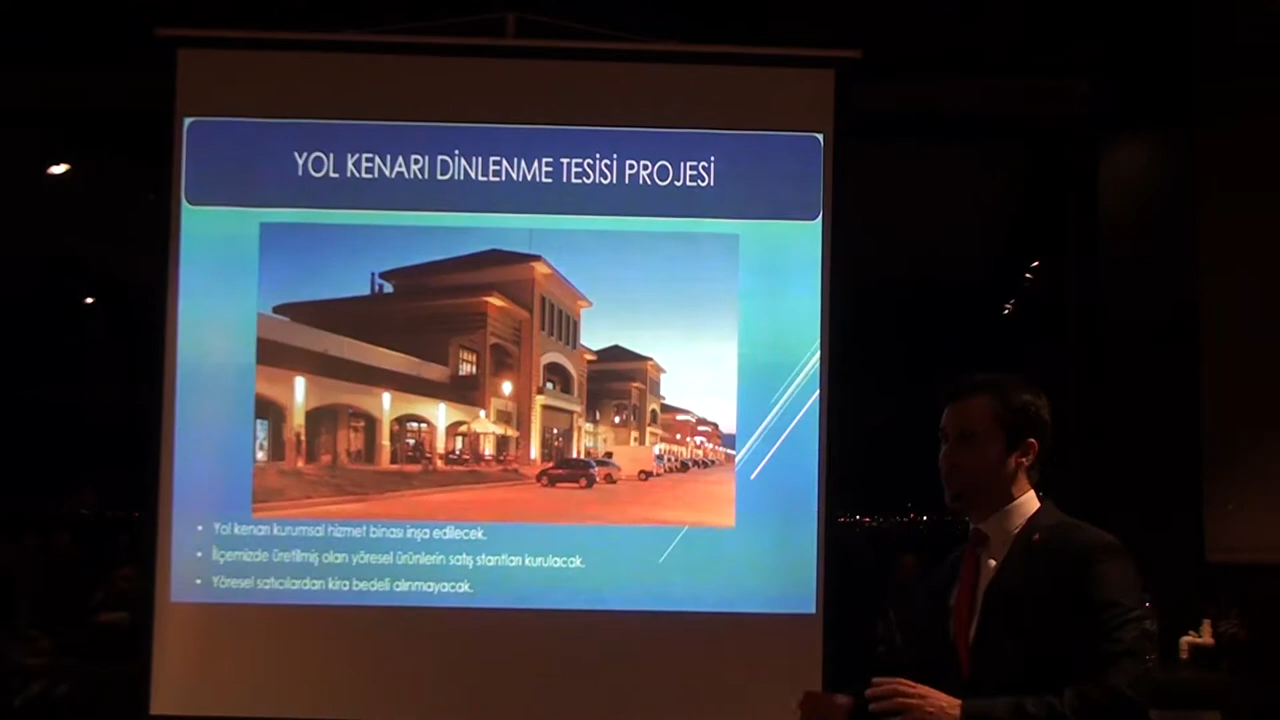 YOL KENARI DİNLENME TESİSİ PROJESİ
Yol kenarı kurumsal hizmet binası inşa edilecek.
İlçemizde üretilmiş olan yöresel ürünlerin satış stantları kurulacak.
Yöresel satıcılardan kira bedeli alınmayacak.